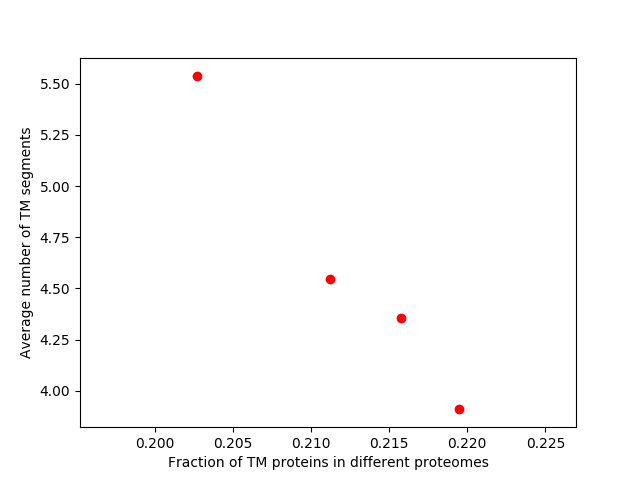 5.50
5.25
5.00
4.75
4.50
4.25
4.00
Average number of TM segments
0.200 0.205 0.210 0.215 0.220 0.225
Fraction of TM proteins in different proteomes